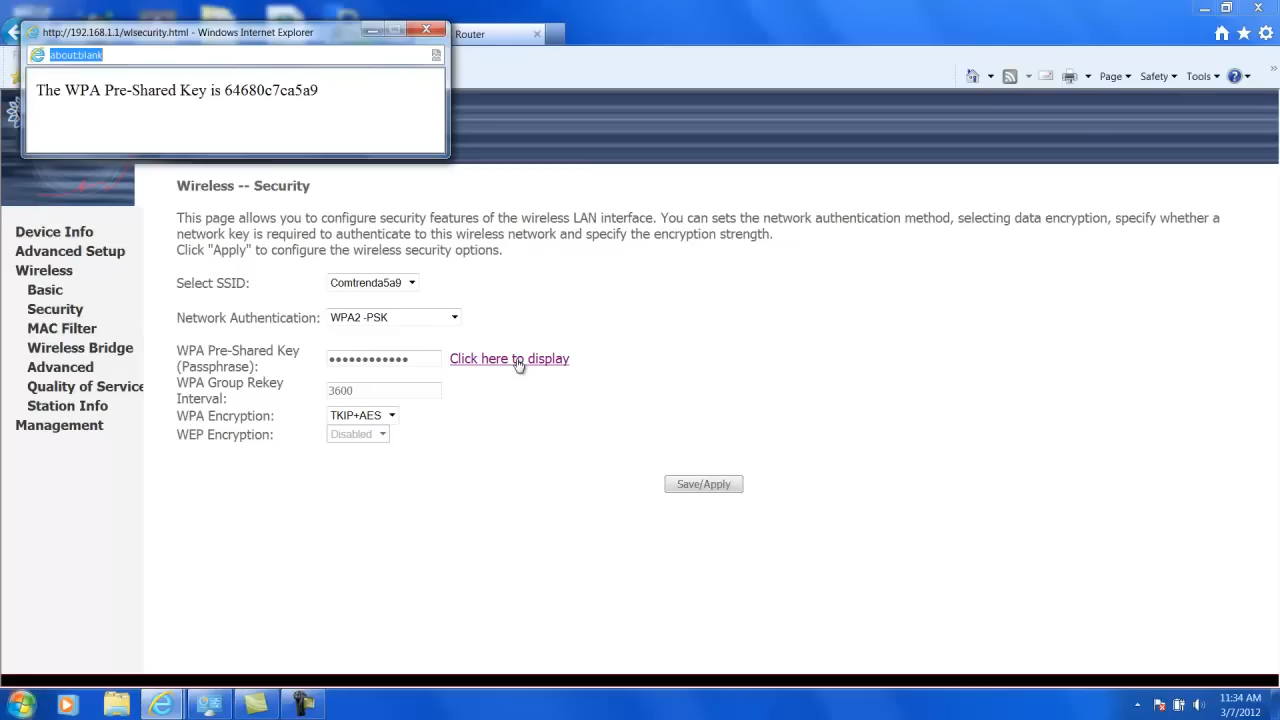 http://192.168.1.1/wlsecurity.html - Windows Internet Explorer
Router
about:blank
The WPA Pre-Shared Key is 64680c7ca5a9
Page
Safety
Tools
Wireless -- Security
This page allows you to configure security features of the wireless LAN interface. You can sets the network authentication method, selecting data encryption, specify whether a
network key is required to authenticate to this wireless network and specify the encryption strength.
Click "Apply" to configure the wireless security options.
Device Info
Advanced Setup
Wireless
Basic
Security
MAC Filter
Wireless Bridge
Advanced
Quality of Service
Station Info
Management
Select SSID: Comtrenda5a9
Network Authentication: WPA2 -PSK
WPA Pre-Shared Key
(Passphrase): ●●●●●●●●●●●● Click here to display
WPA Group Rekey
Interval: 3600
WPA Encryption: TKIP+AES
WEP Encryption: Disabled
Save/Apply
11:34 AM
3/7/2012